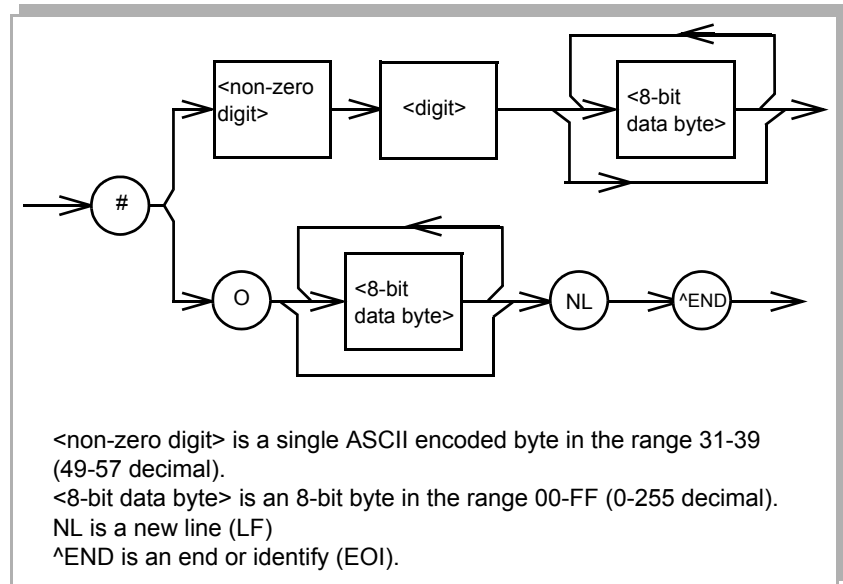 <non-zero
digit>
<digit>
<8-bit
data byte>
#
O
<8-bit
data byte>
NL
^END
<non-zero digit> is a single ASCII encoded byte in the range 31-39
(49-57 decimal).
<8-bit data byte> is an 8-bit byte in the range 00-FF (0-255 decimal).
NL is a new line (LF)
^END is an end or identify (EOI).